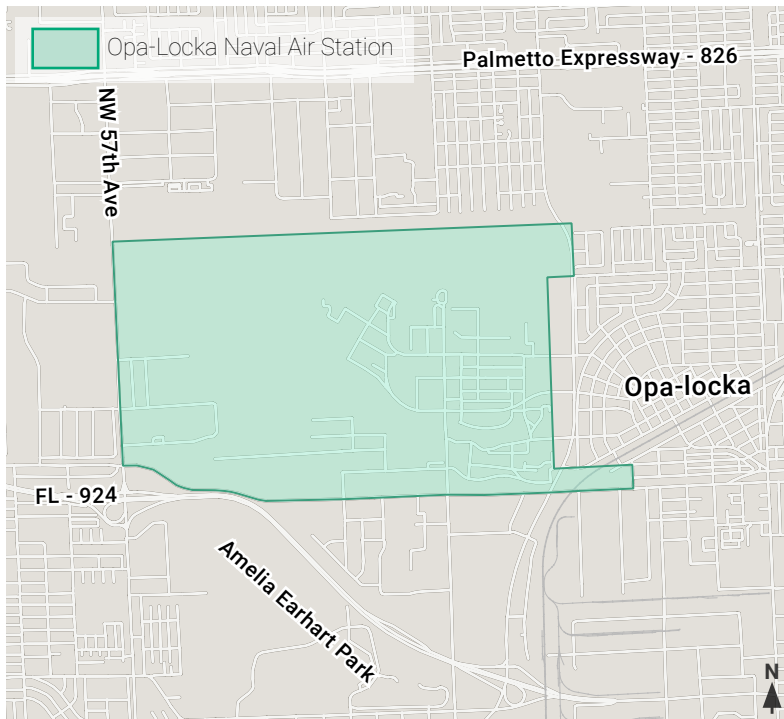 Opa-Locka Naval Air Station
Palmetto Expressway - 826
NW 57th Ave
Opa-locka
FL - 924
Amelia Earhart Park
N